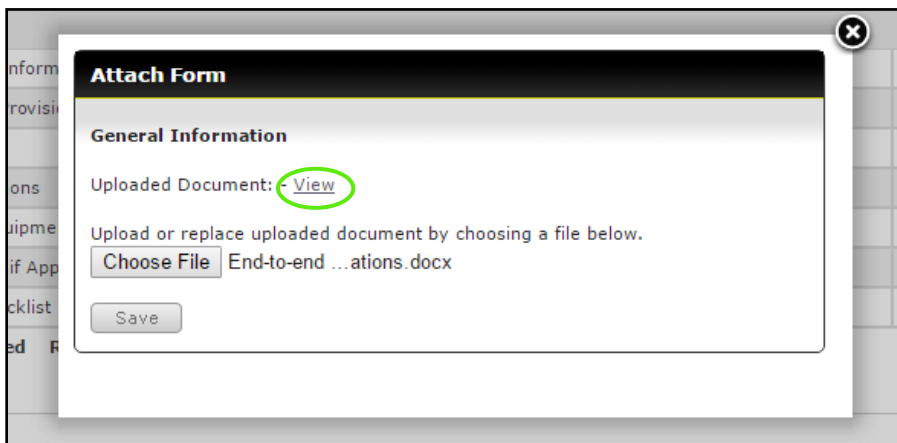 Attach Form
General Information
Uploaded Document: - View
Upload or replace uploaded document by choosing a file below.
Choose File End-to-end ...ations.docx
Save
nform
rovisi
ons
uipme
if App
cklist
ed R